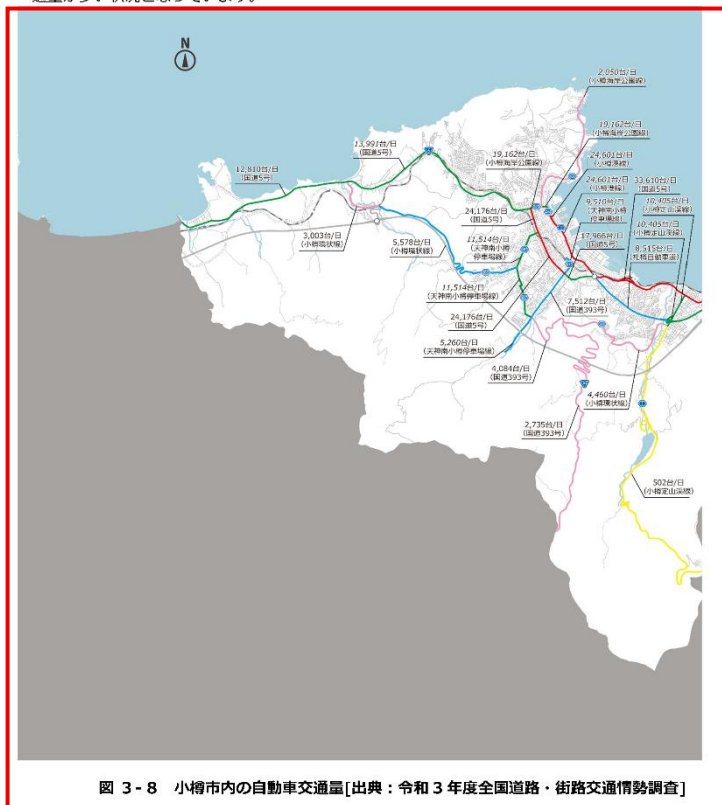 N
2,050台/日
(小樽海岸公園線)
19,162台/日
(小樽海岸公園線)
13,991台/日
(国道5号)
19,162台/日
(小樽海岸公園線)
24,601台/日
(小樽港線)
12,810台/日
(国道5号)
24,601台/日
(小樽港線)
33,610台/日
(国道5号)
9,510台/日
(天神南小樽
停車場線)
10,405台/日
(小樽定山渓線)
24,176台/日
(国道5号)
10,405台/日
(小樽定山渓線)
3,003台/日
(小樽環状線)
5,578台/日
(小樽環状線)
11,514台/日
(天神南小樽
停車場線)
17,966台/日
(国道5号)
8,515台/日
(札樽自動車道)
11,514台/日
(天神南小樽停車場線)
7,512台/日
(国道393号)
24,176台/日
(国道5号)
5,260台/日
(天神南小樽停車場線)
4,084台/日
(国道393号)
4,460台/日
(小樽環状線)
2,735台/日
(国道393号)
502台/日
(小樽定山渓線)
図 3-8 小樽市内の自動車交通量[出典：令和3年度全国道路・街路交通情勢調査]